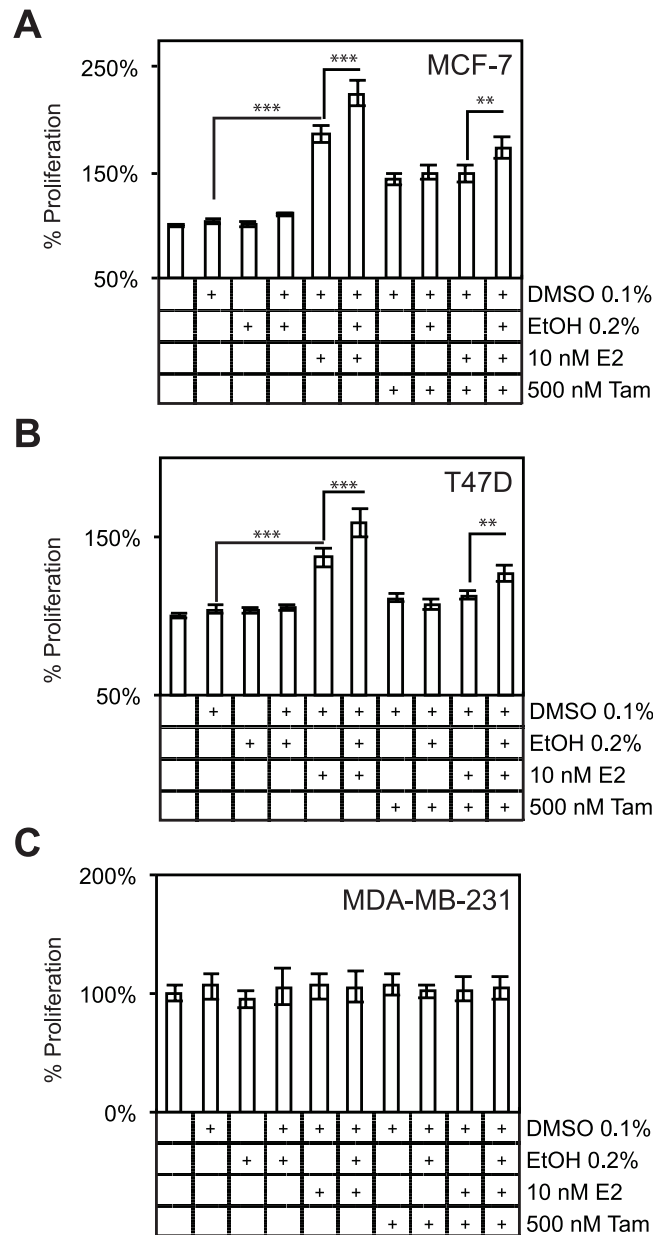 A
250%
***
MCF-7
***
**
% Proliferation
150%
50%
+ + + + + + + + DMSO 0.1%
+ + + + + EtOH 0.2%
+ + + + 10 nM E2
+ + + + 500 nM Tam
B
T47D
***
***
**
% Proliferation
150%
50%
+ + + + + + + + DMSO 0.1%
+ + + + + EtOH 0.2%
+ + + + 10 nM E2
+ + + + 500 nM Tam
C
200%
MDA-MB-231
% Proliferation
100%
0%
+ + + + + + + + DMSO 0.1%
+ + + + + EtOH 0.2%
+ + + + 10 nM E2
+ + + + 500 nM Tam